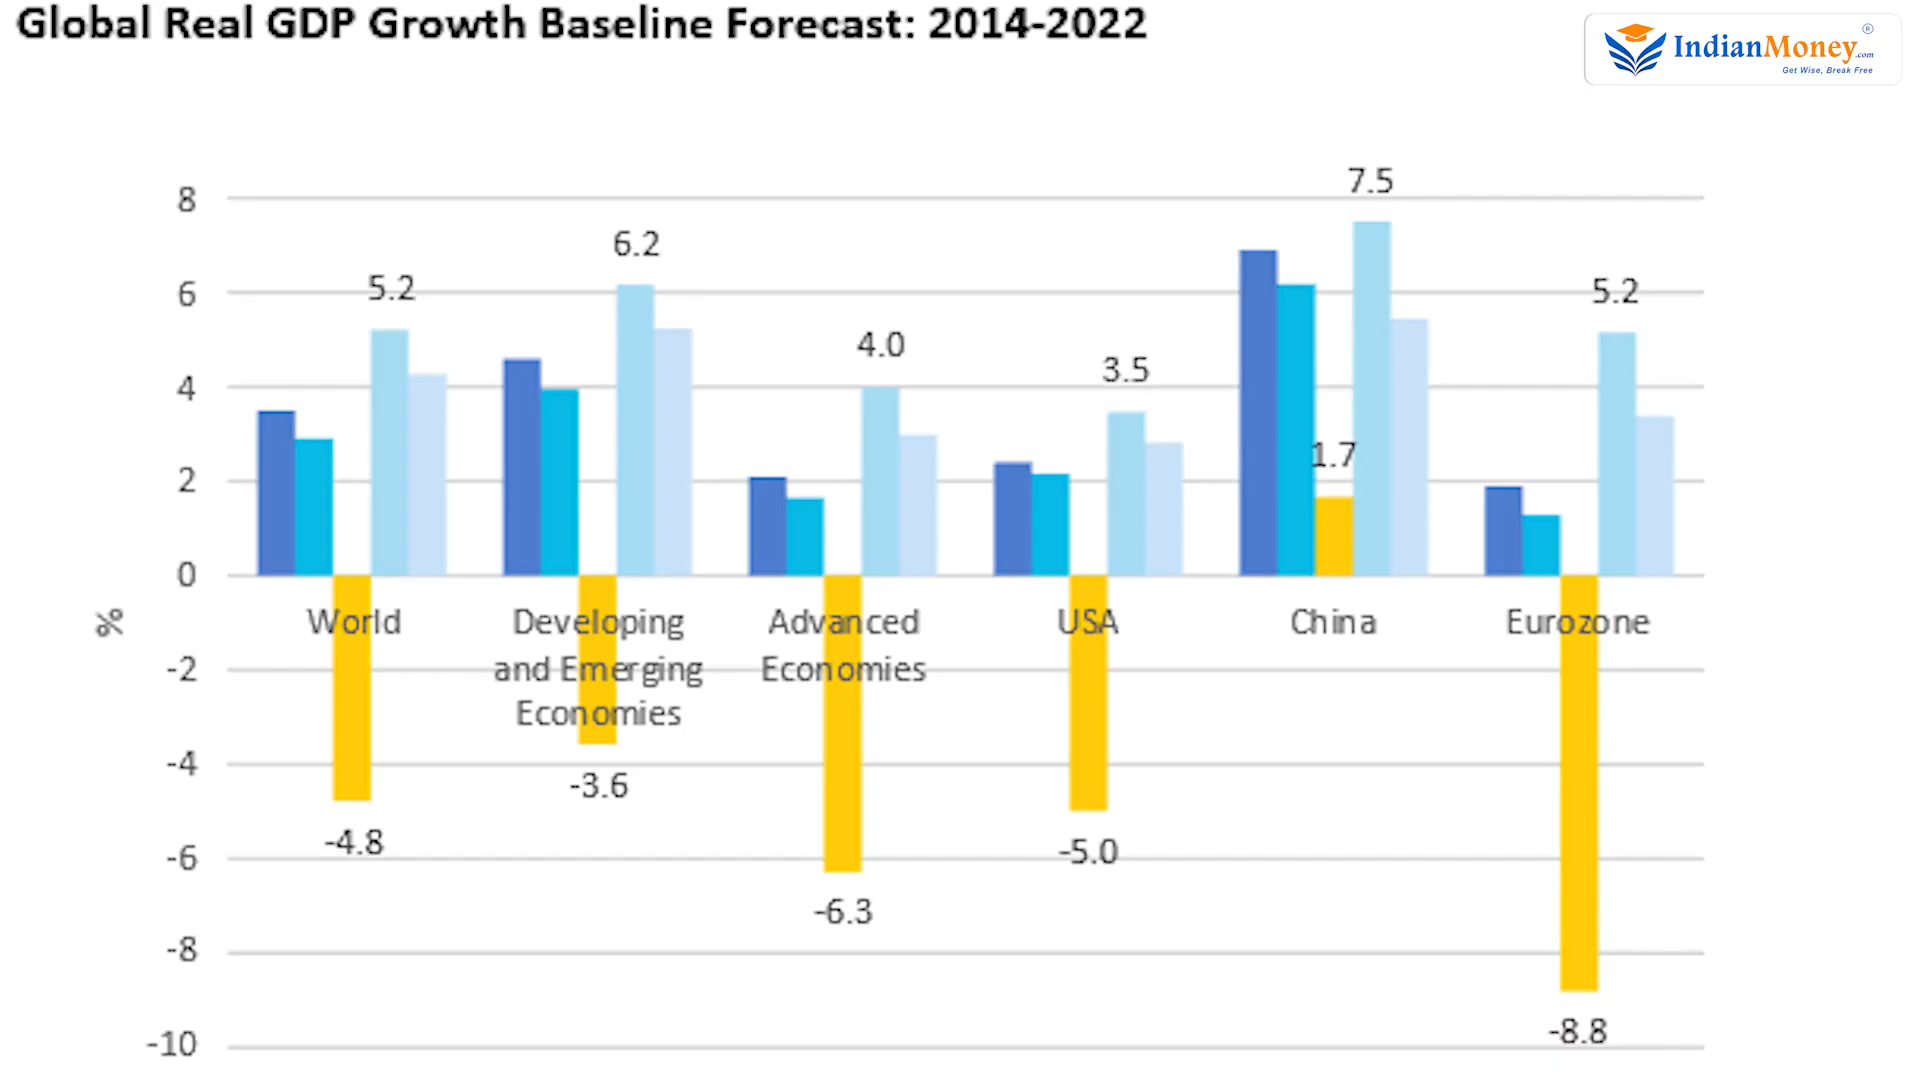 Global Real GDP Growth Baseline Forecast: 2014-2022
IndianMoney.com ®
Get Wise, Break Free
8
6
4
2
0
-2
-4
-6
-8
-10
%
5.2
6.2
4.0
3.5
7.5
1.7
5.2
World
Developing
and Emerging
Economies
Advanced
Economies
USA
China
Eurozone
-4.8
-3.6
-6.3
-5.0
-8.8